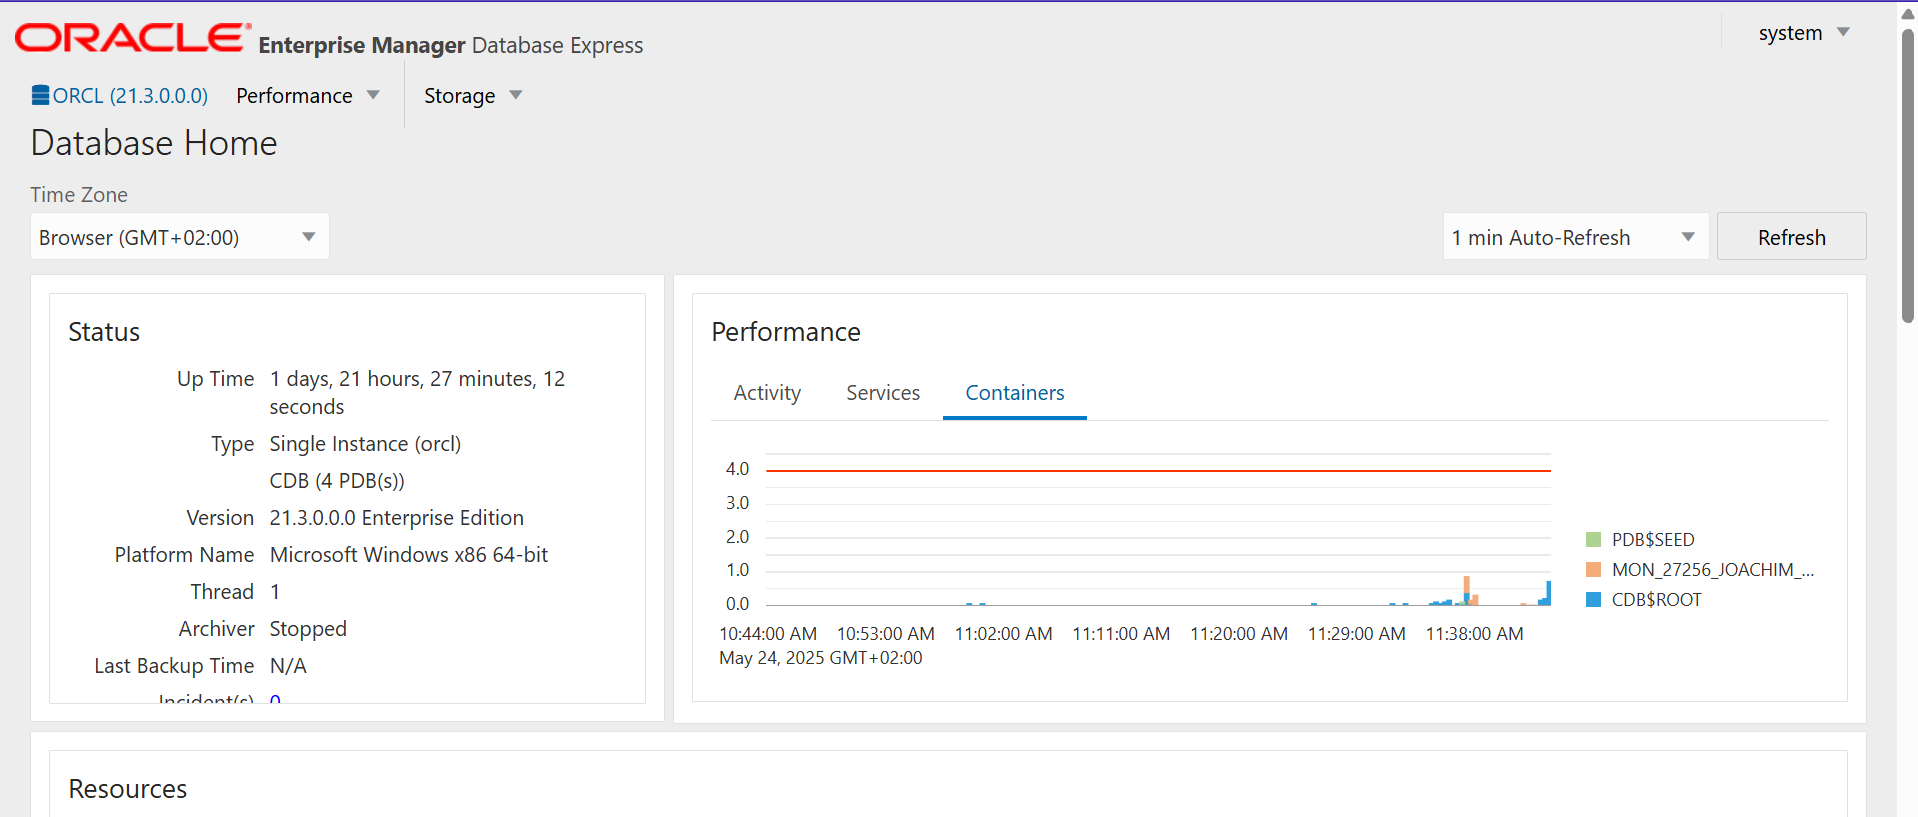 ORACLE Enterprise Manager Database Express
system
ORCL (21.3.0.0.0) Performance Storage
Database Home
Time Zone
Browser (GMT+02:00)
1 min Auto-Refresh
Refresh
Status
Up Time 1 days, 21 hours, 27 minutes, 12
seconds
Type Single Instance (orcl)
CDB (4 PDB(s))
Version 21.3.0.0.0 Enterprise Edition
Platform Name Microsoft Windows x86 64-bit
Thread 1
Archiver Stopped
Last Backup Time N/A
Incident(s) 0
Performance
Activity Services Containers
4.0
3.0
2.0
1.0
0.0
10:44:00 AM 10:53:00 AM 11:02:00 AM 11:11:00 AM 11:20:00 AM 11:29:00 AM 11:38:00 AM
May 24, 2025 GMT+02:00
PDB$SEED
MON_27256_JOACHIM_...
CDB$ROOT
Resources